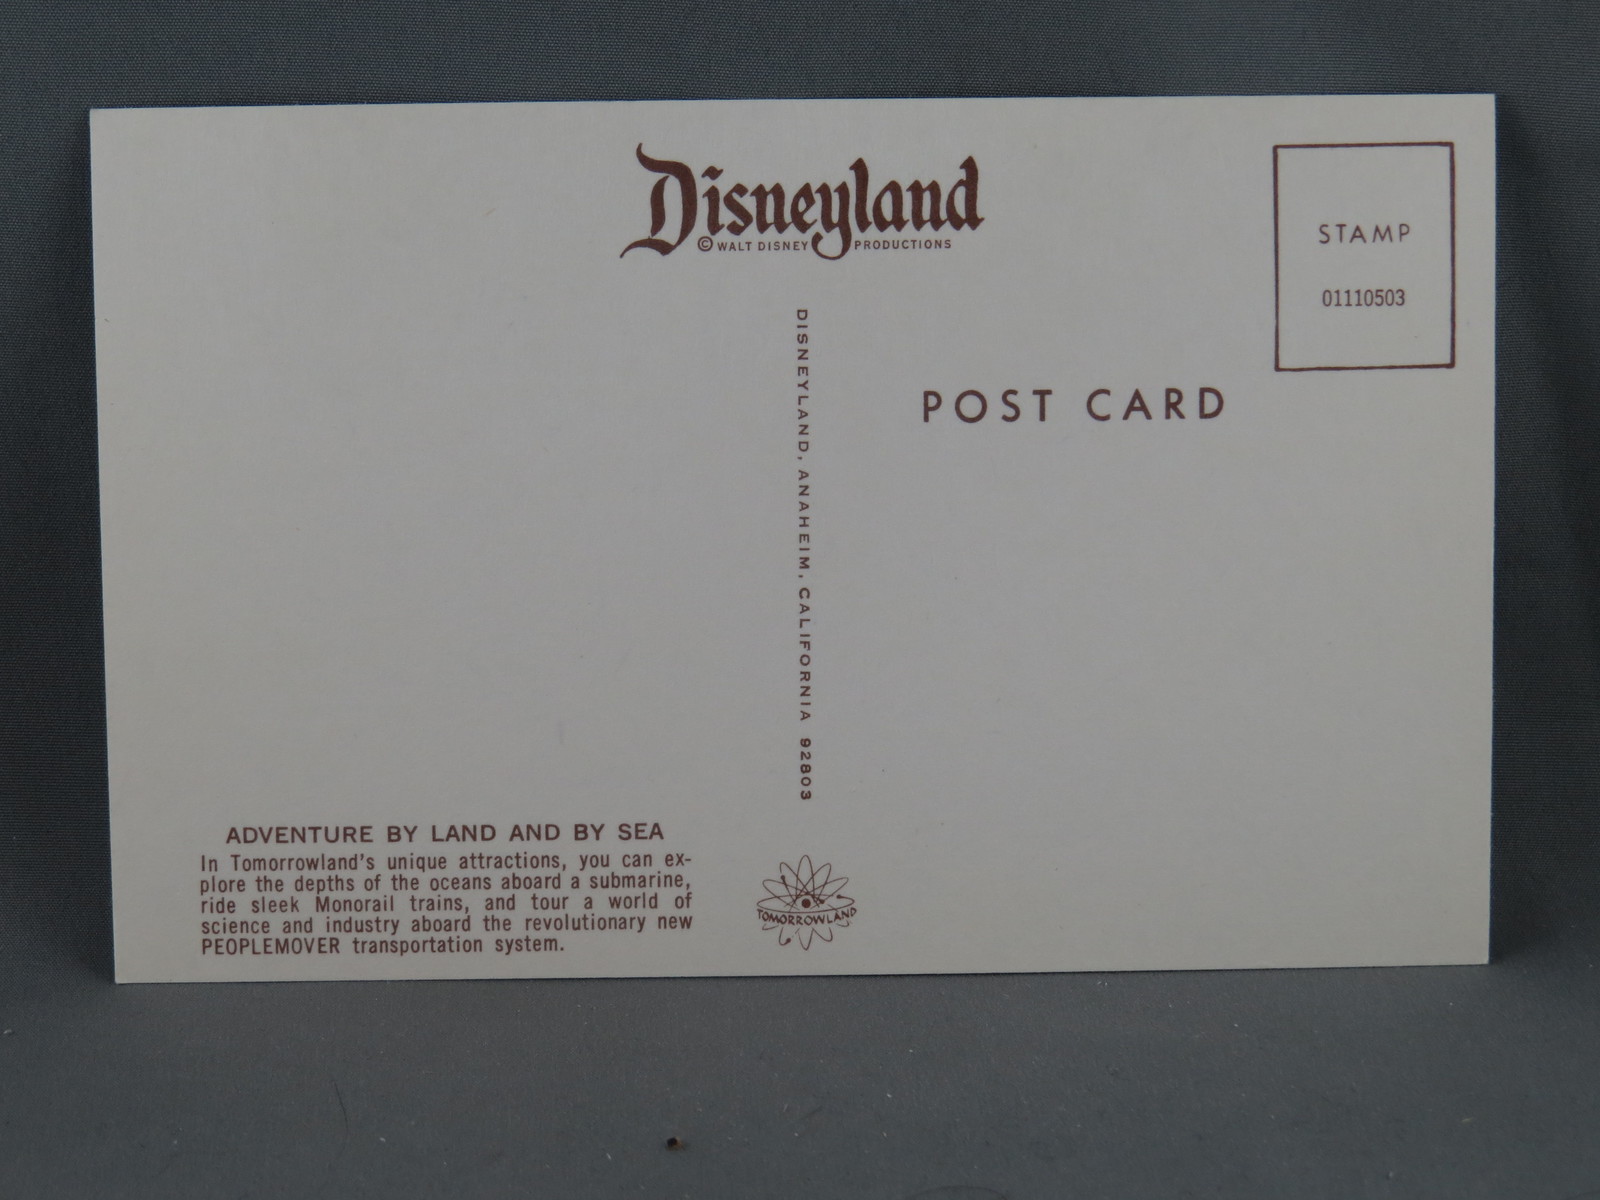 Disneyland
© WALT DISNEY PRODUCTIONS
STAMP
01110503
POST CARD
DISNEYLAND, ANAHEIM, CALIFORNIA 92803
ADVENTURE BY LAND AND BY SEA
In Tomorrowland's unique attractions, you can ex-
plore the depths of the oceans aboard a submarine,
ride sleek Monorail trains, and tour a world of
science and industry aboard the revolutionary new
PEOPLEMOVER transportation system.
TOMORROWLAND